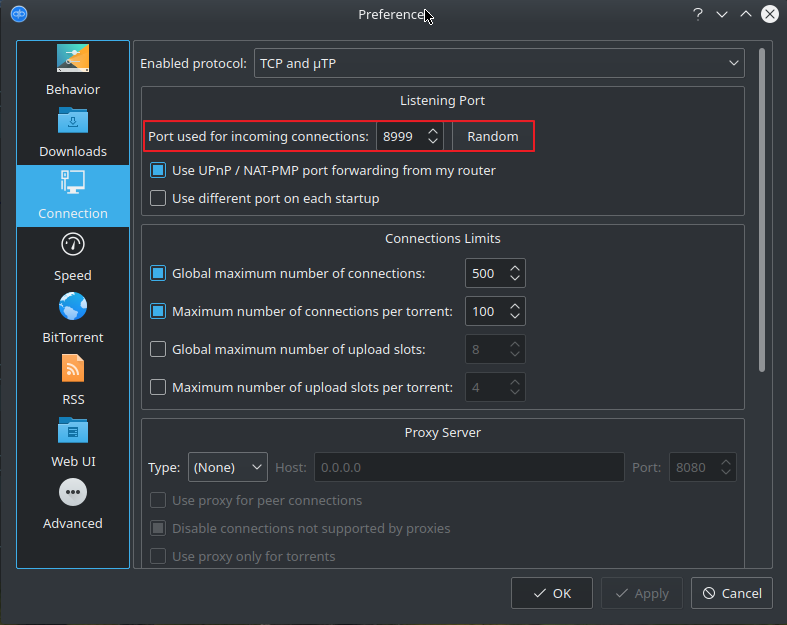 Preferences
Behavior
Downloads
Connection
Speed
BitTorrent
RSS
Web UI
Advanced
Enabled protocol: TCP and μTP
Listening Port
Port used for incoming connections: 8999 Random
Use UPnP / NAT-PMP port forwarding from my router
Use different port on each startup
Connections Limits
Global maximum number of connections: 500
Maximum number of connections per torrent: 100
Global maximum number of upload slots: 8
Maximum number of upload slots per torrent: 4
Proxy Server
Type: (None) Host: 0.0.0.0 Port: 8080
Use proxy for peer connections
Disable connections not supported by proxies
Use proxy only for torrents
OK Apply Cancel